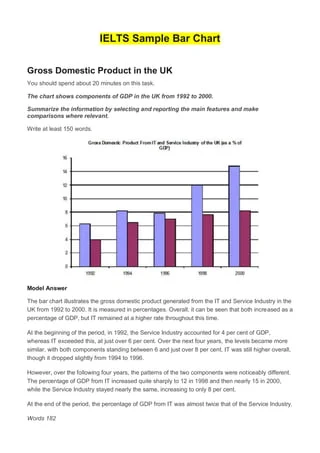 IELTS Sample Bar Chart
Gross Domestic Product in the UK
You should spend about 20 minutes on this task.
The chart shows components of GDP in the UK from 1992 to 2000.
Summarize the information by selecting and reporting the main features and make
comparisons where relevant.
Write at least 150 words.
Gross Domestic Product From IT and Service Industry of the UK (as a % of
GDP)
16
14
12
10
8
6
4
2
0
1992 1994 1996 1998 2000
Model Answer
The bar chart illustrates the gross domestic product generated from the IT and Service Industry in the
UK from 1992 to 2000. It is measured in percentages. Overall, it can be seen that both increased as a
percentage of GDP, but IT remained at a higher rate throughout this time.
At the beginning of the period, in 1992, the Service Industry accounted for 4 per cent of GDP,
whereas IT exceeded this, at just over 6 per cent. Over the next four years, the levels became more
similar, with both components standing between 6 and just over 8 per cent. IT was still higher overall,
though it dropped slightly from 1994 to 1996.
However, over the following four years, the patterns of the two components were noticeably different.
The percentage of GDP from IT increased quite sharply to 12 in 1998 and then nearly 15 in 2000,
while the Service Industry stayed nearly the same, increasing to only 8 per cent.
At the end of the period, the percentage of GDP from IT was almost twice that of the Service Industry.
Words 182